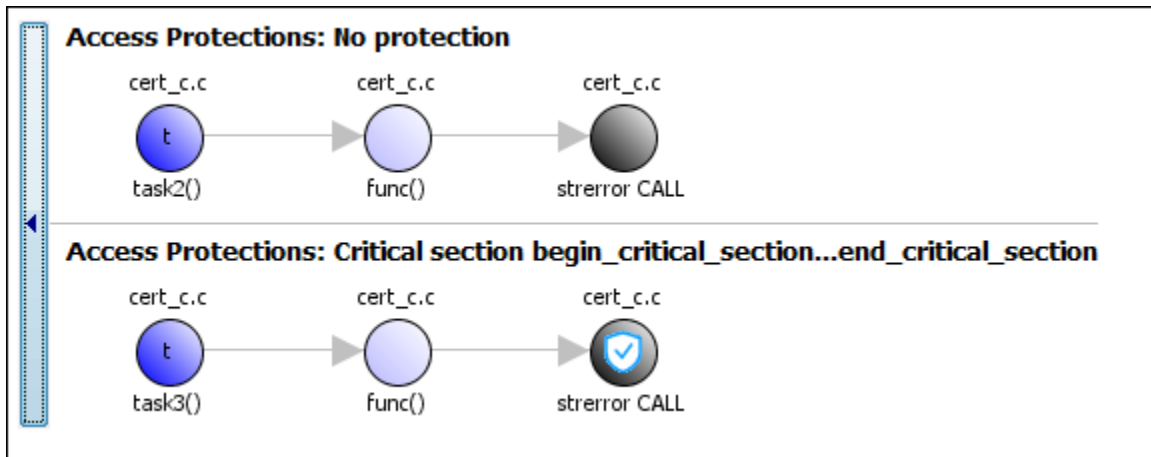 Access Protections: No protection
cert_c.c cert_c.c cert_c.c
t
task2() func() strerror CALL
Access Protections: Critical section begin_critical_section...end_critical_section
cert_c.c cert_c.c cert_c.c
t
task3() func() strerror CALL